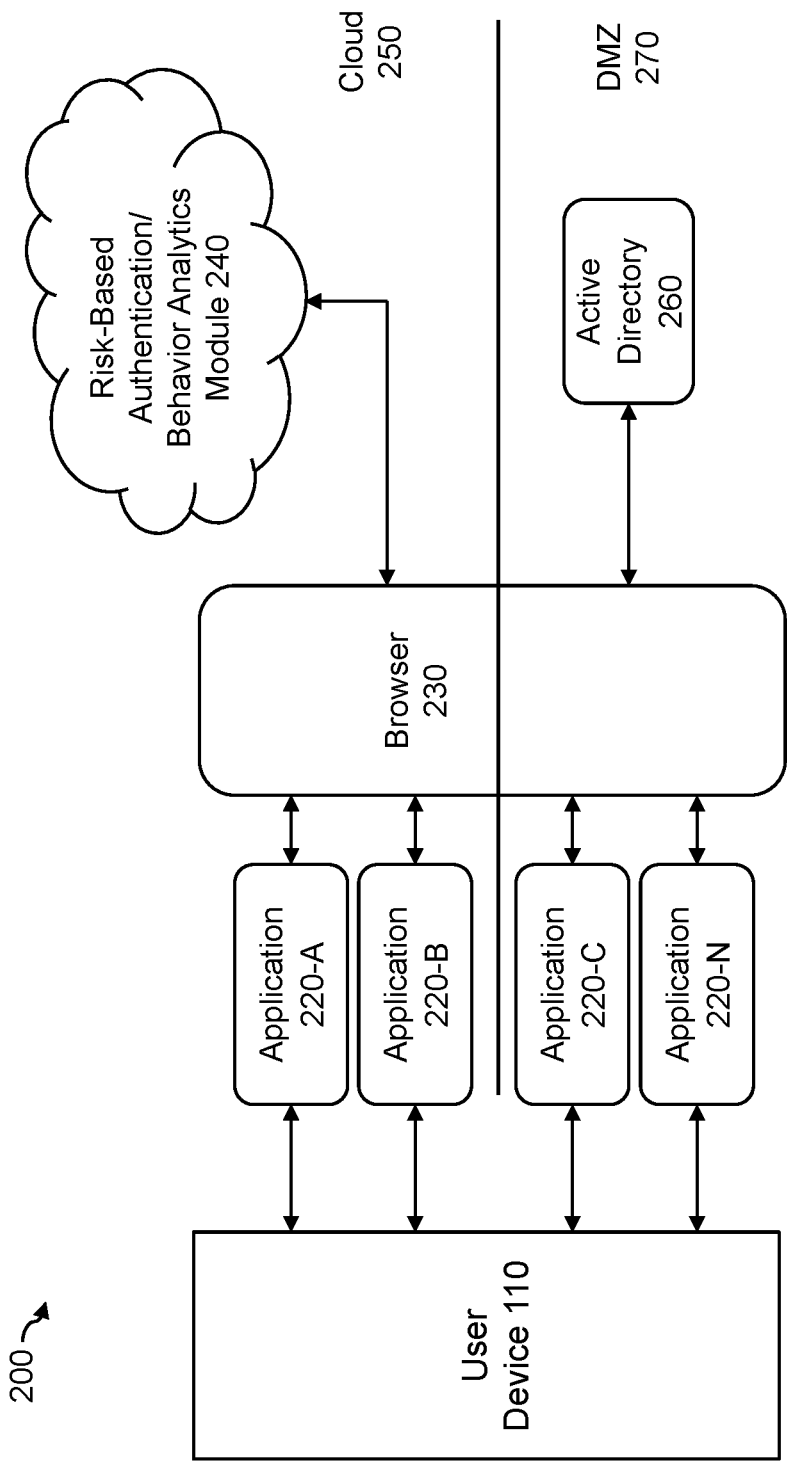 200
Risk-Based
Authentication/
Behavior Analytics
Module 240
Cloud
250
Application
220-A
Application
220-B
Browser
230
User
Device 110
Application
220-C
Application
220-N
Active
Directory
260
DMZ
270